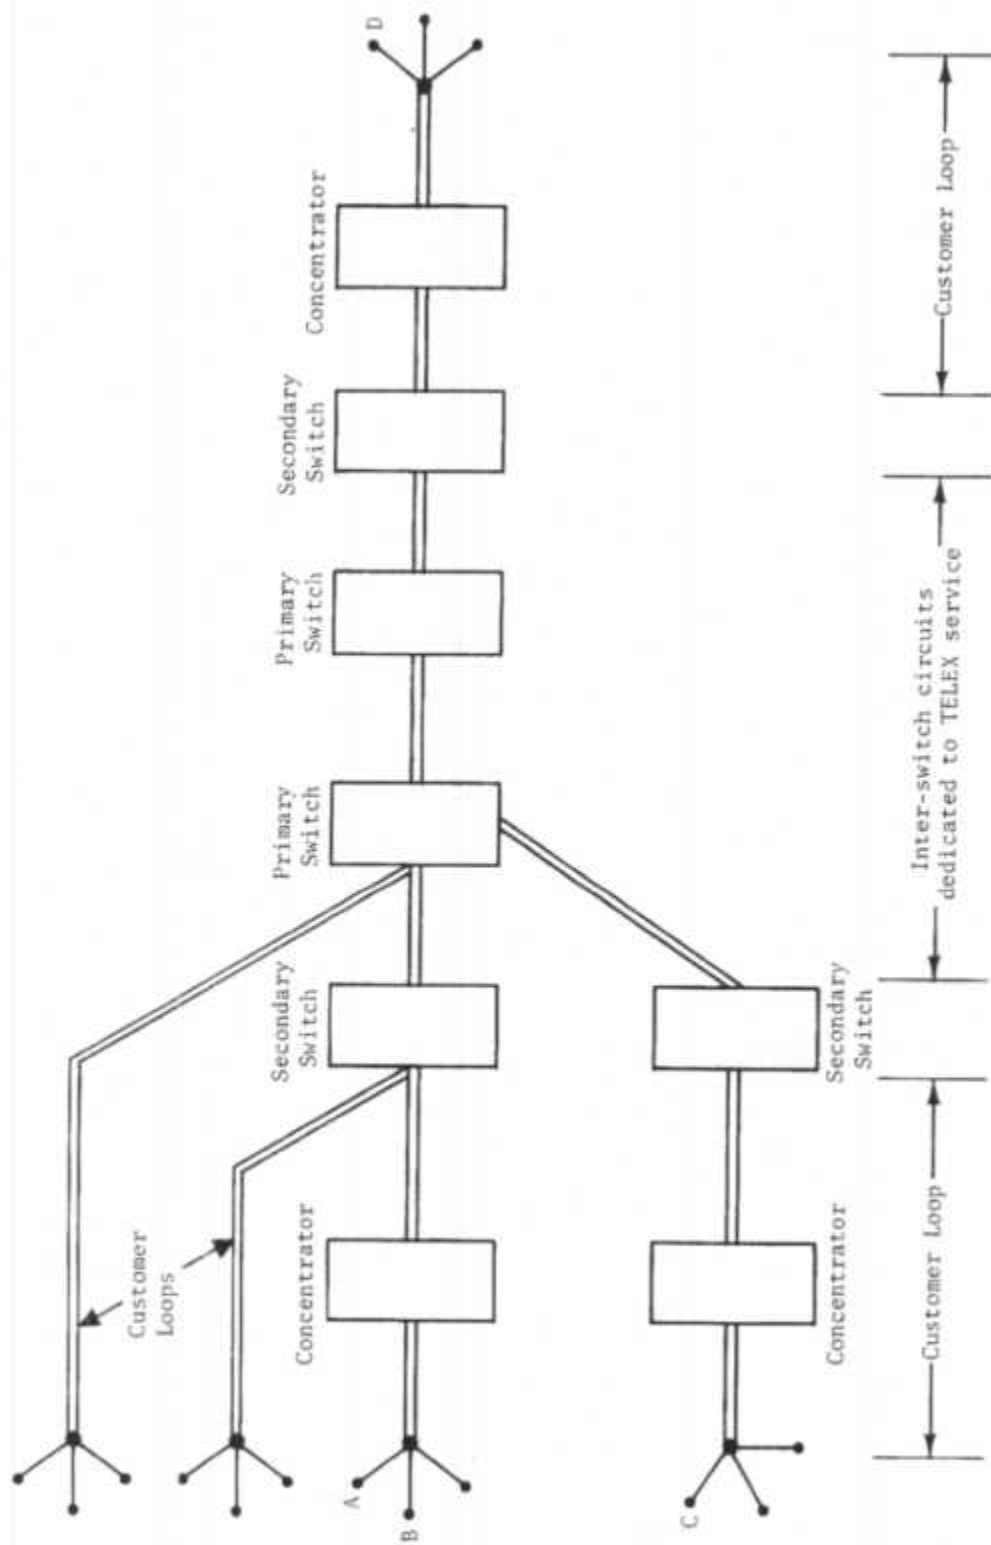 D
Concentrator
Secondary
Switch
Primary
Switch
Primary
Switch
Secondary
Switch
Concentrator
Customer
Loops
A
B
C
Concentrator
Secondary
Switch
Customer Loop
Inter-switch circuits
dedicated to TELEX service
Customer Loop